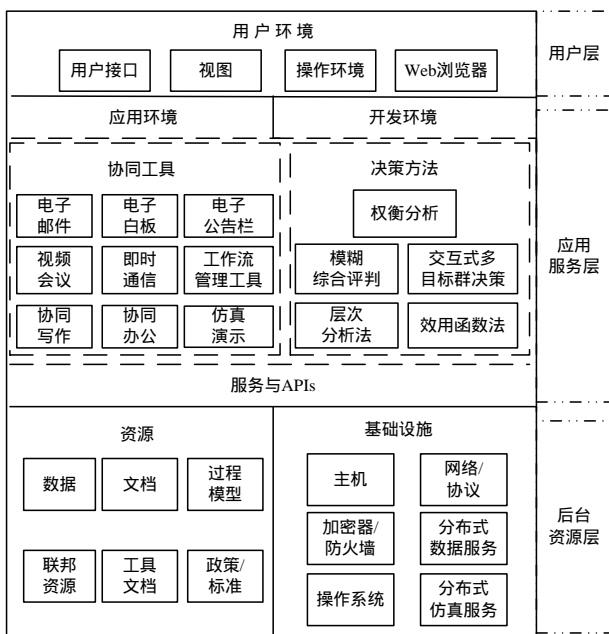 用 户 环 境
用户接口
视图
操作环境
Web浏览器
用户层
应用环境
开发环境
协同工具
决策方法
电子
邮件
电子
白板
电子
公告栏
权衡分析
视频
会议
即时
通信
工作流
管理工具
模糊
综合评判
交互式多
目标群决策
协同
写作
协同
办公
仿真
演示
层次
分析法
效用函数法
应用
服务层
服务与APIs
资源
基础设施
数据
文档
过程
模型
主机
网络/
协议
加密器/
防火墙
分布式
数据服务
联邦
资源
工具
文档
政策/
标准
操作系统
分布式
仿真服务
后台
资源层